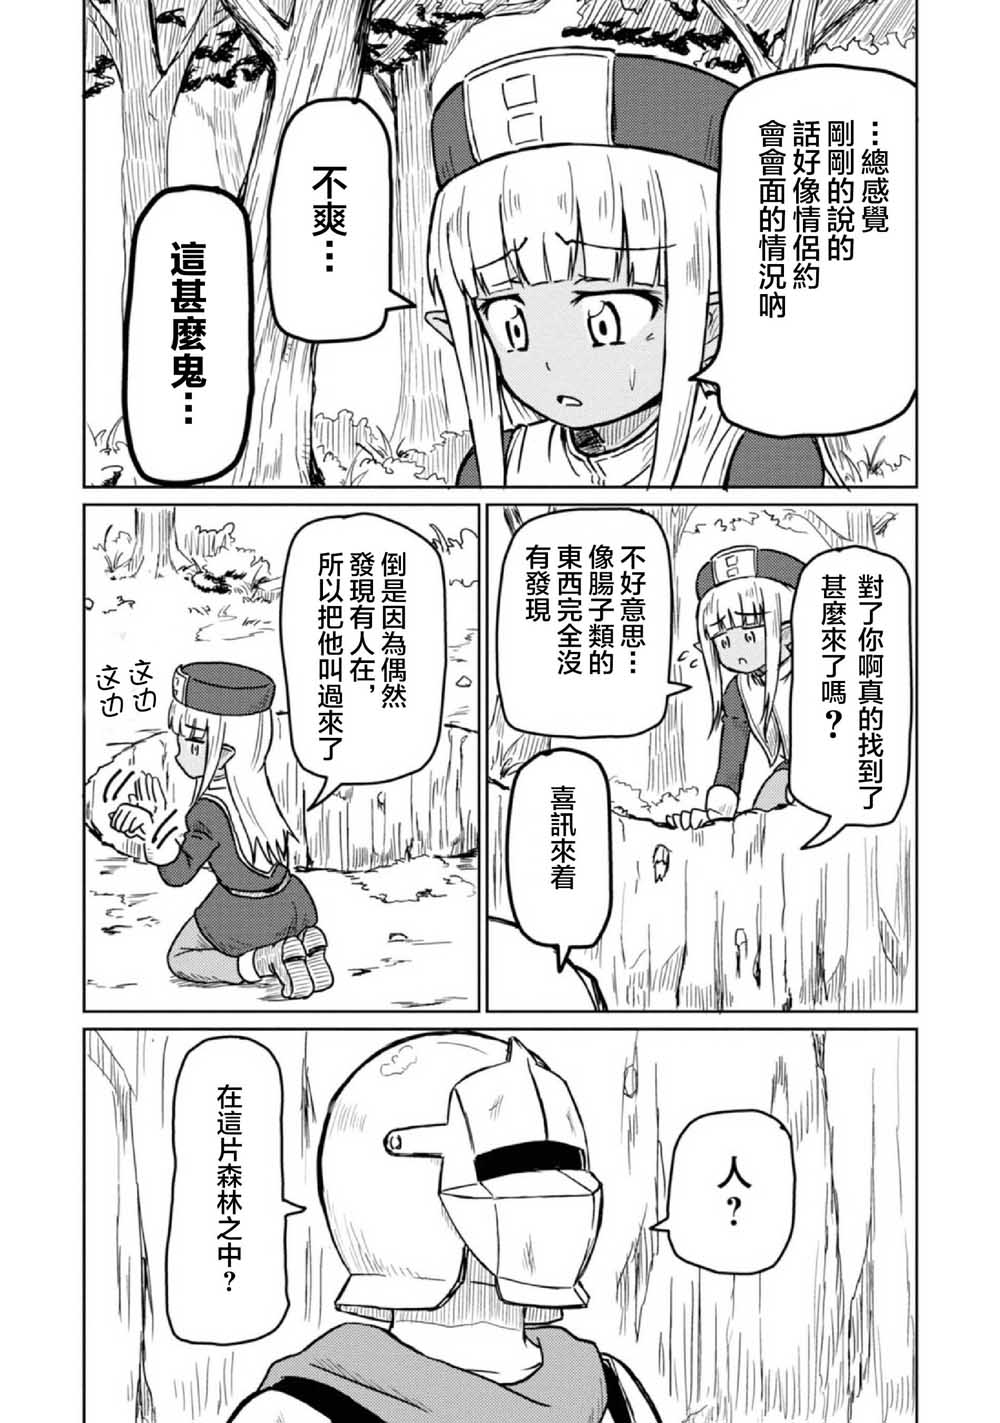 …總感覺
剛剛的說的
話好像情侶約
會會面的情況吶
不爽…
這甚麼鬼…
對了你啊真的找到了
甚麼來了嗎?
不好意思…
像腸子類的
東西完全沒
有發現
喜訊來着
倒是因為偶然
發現有人在,
所以把他叫過來了
这边
这边
人?
在這片森林之中?